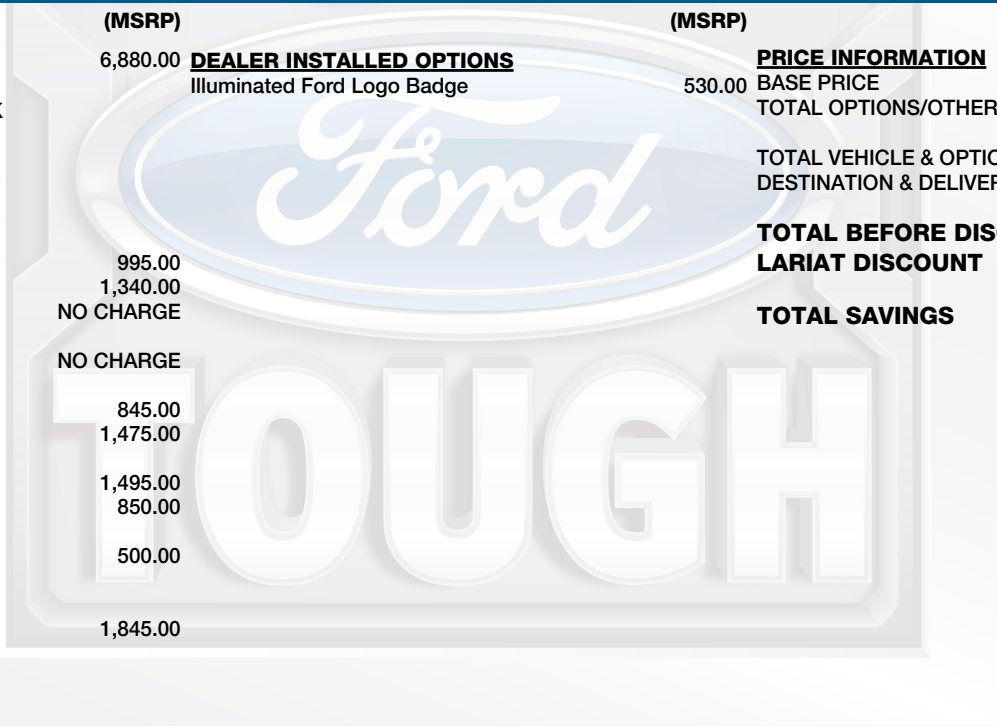 (MSRP)
6,880.00
995.00
1,340.00
NO CHARGE
NO CHARGE
845.00
1,475.00
1,495.00
850.00
500.00
1,845.00
(MSRP)
DEALER INSTALLED OPTIONS
Illuminated Ford Logo Badge 530.00
PRICE INFORMATION
BASE PRICE
TOTAL OPTIONS/OTHER
TOTAL VEHICLE & OPTIO
DESTINATION & DELIVER
TOTAL BEFORE DIS
LARIAT DISCOUNT
TOTAL SAVINGS
Ford
TOUGH